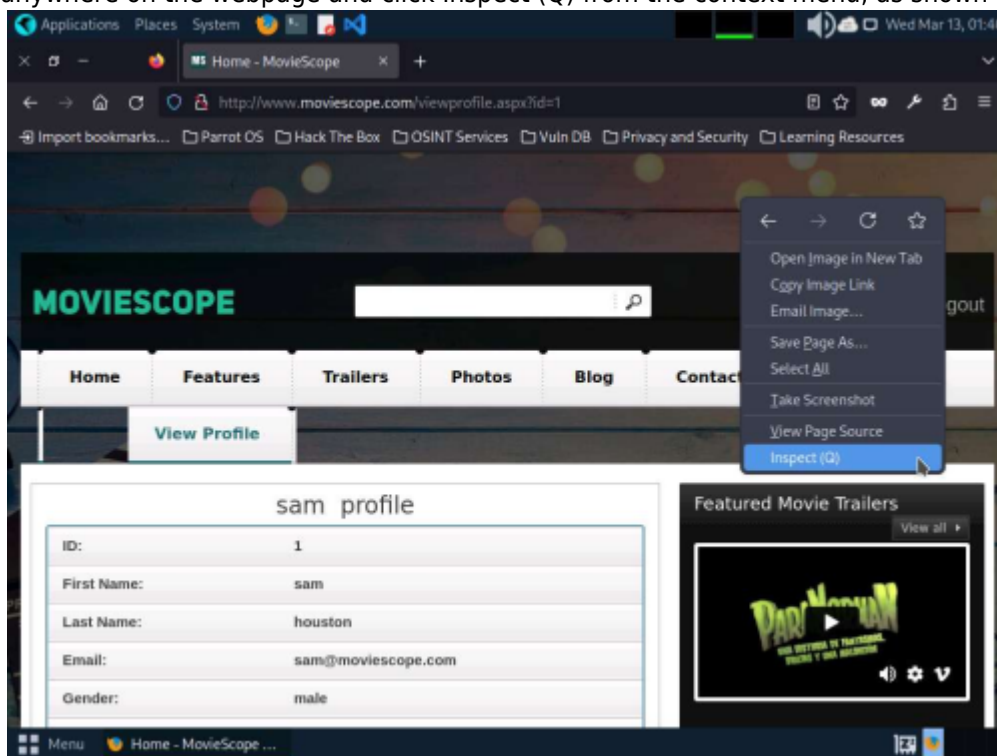 anywhere on the webpage and click Inspect (Q) from the context menu, as shown
Applications Places System Wed Mar 13, 01:4
MS Home - MovieScope × +
http://www.moviescope.com/viewprofile.aspx?id=1
Import bookmarks... Parrot OS Hack The Box OSINT Services Vuln DB Privacy and Security Learning Resources
Open Image in New Tab
Copy Image Link
Email Image...
Save Page As...
Select All
Take Screenshot
View Page Source
Inspect (Q)
MOVIESCOPE
gout
Home Features Trailers Photos Blog Contact
View Profile
sam profile
ID: 1
First Name: sam
Last Name: houston
Email: sam@moviescope.com
Gender: male
Featured Movie Trailers
View all
PARANORMAN
Menu Home - MovieScope ...